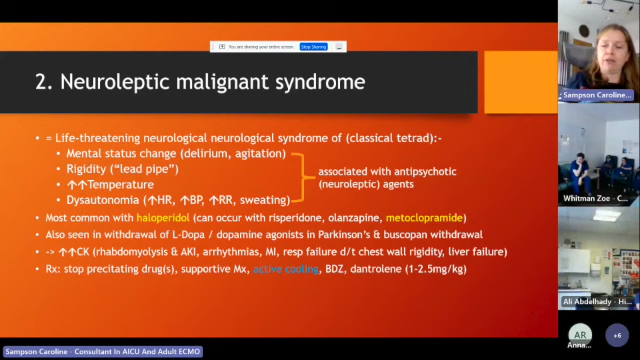 You are sharing your entire screen
Stop Sharing
2. Neuroleptic malignant syndrome
• = Life-threatening neurological neurological syndrome of (classical tetrad):-
• Mental status change (delirium, agitation)
• Rigidity (“lead pipe”)
• ↑↑Temperature
• Dysautonomia (↑HR, ↑BP, ↑RR, sweating)
associated with antipsychotic
(neuroleptic) agents
• Most common with haloperidol (can occur with risperidone, olanzapine, metoclopramide)
• Also seen in withdrawal of L-Dopa / dopamine agonists in Parkinson's & buscopan withdrawal
• -> ↑↑CK (rhabdomyolysis & AKI, arrhythmias, MI, resp failure d/t chest wall rigidity, liver failure)
• Rx: stop precitating drug(s), supportive Mx, active cooling, BDZ, dantrolene (1-2.5mg/kg)
Sampson Caroline - Consultant In AICU And Adult ECMO
Sampson Caroline...
Whitman Zoe - C...
Ali Abdelhady - Hi...
AR
Anna...
+6